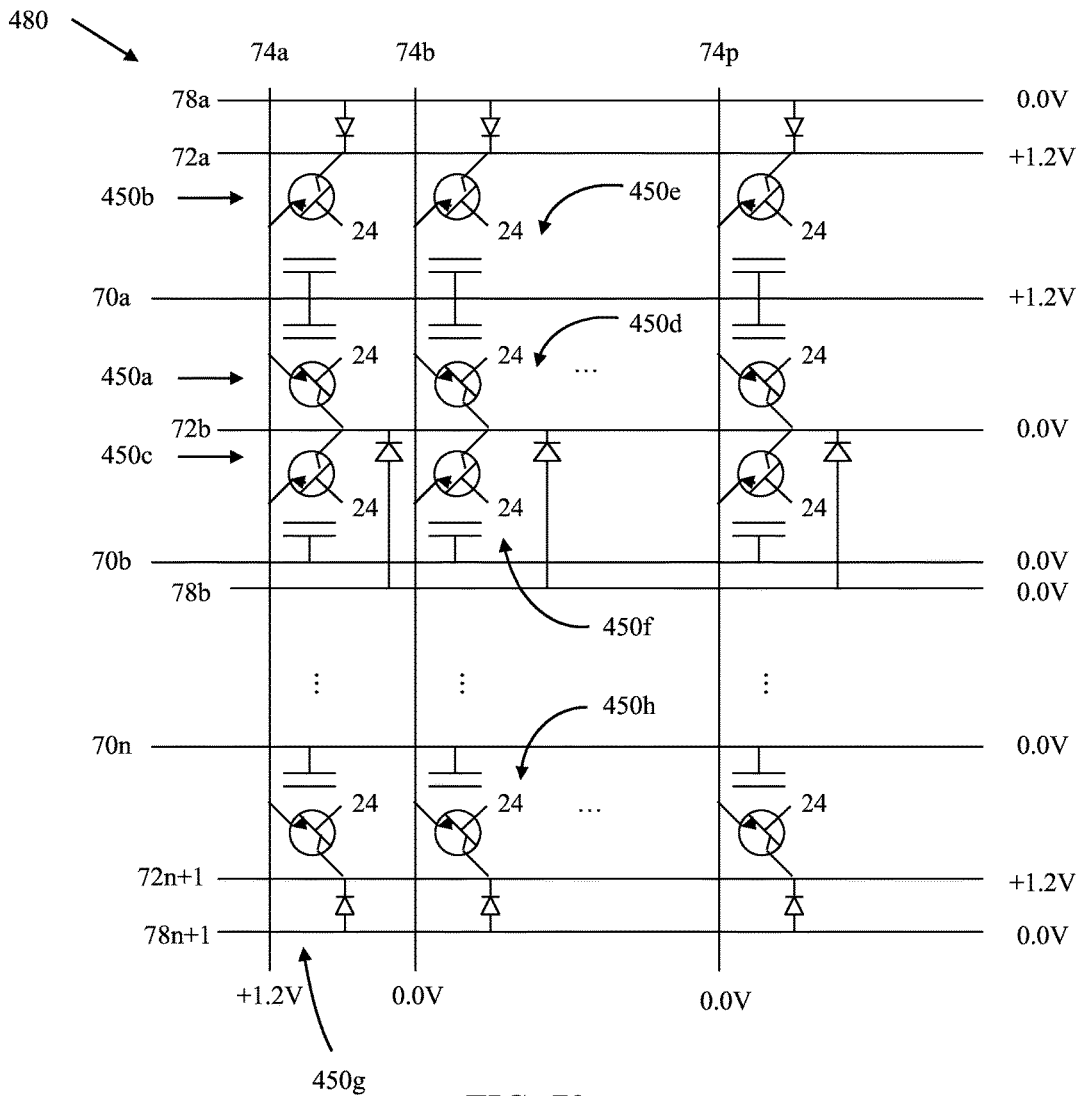 480
74a 74b 74p
78a 0.0V
72a +1.2V
450b 450e
24 24 24
70a +1.2V
450d
24 24 24
450a ...
72b 0.0V
450c
24 24 24
70b 0.0V
78b 0.0V
450f
... ... ...
450h
70n 0.0V
24 24 ... 24
72n+1 +1.2V
78n+1 0.0V
+1.2V 0.0V 0.0V
450g